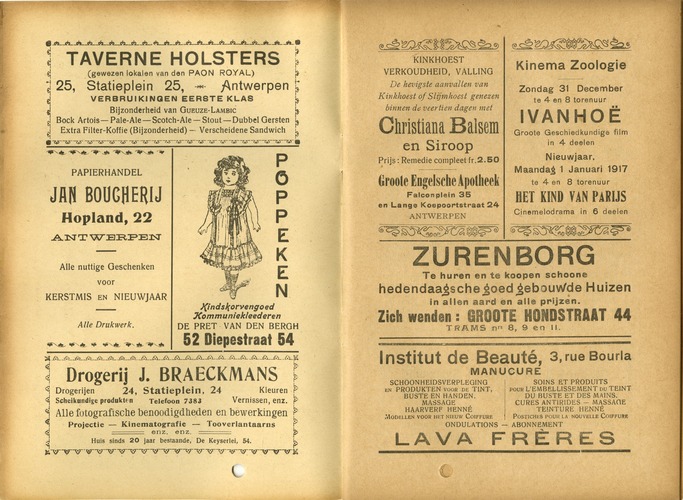 TAVERNE HOLSTERS
(gewezen lokalen van den PAON ROYAL)
25, Statieplein 25, Antwerpen
VERBRUIKINGEN EERSTE KLAS
Bijzonderheid van GUEUZE-LAMBIC
Bock Artois — Pale-Ale — Scotch-Ale — Stout — Dubbel Gersten
Extra Filter-Koffie (Bijzonderheid) — Verscheidene Sandwich
PAPIERHANDEL
JAN BOUCHERIJ
Hopland, 22
ANTWERPEN
Alle nuttige Geschenken
voor
KERSTMIS EN NIEUWJAAR
Alle Drukwerk.
POPPEKEN
Kindskorvengoed
Kommuniekleederen
DE PRET VAN DEN BERGH
52 Diepestraat 54
Drogerij J. BRAECKMANS
Drogerijen 24, Statieplein, 24 Kleuren
Scheikundige produkten Telefoon 7383 Vernissen, enz.
Alle fotografische benoodigdheden en bewerkingen
Projectie — Kinematografie — Tooverlantaarns
enz. enz.
Huis sinds 20 jaar bestaande, De Keyserlei, 54.
KINKHOEST
VERKOUDHEID, VALLING
De hevigste aanvallen van
Kinkhoest of Slijmhoest genezen
binnen de veertien dagen met
Christiana Balsem
en Siroop
Prijs: Remedie compleet fr. 2.50
Groote Engelsche Apotheek
Falconplein 35
en Lange Koepoortstraat 24
ANTWERPEN
Kinema Zoologie
Zondag 31 December
te 4 en 8 torenuur
IVANHOË
Groote Geschiedkundige film
in 4 deelen
Nieuwjaar.
Maandag 1 Januari 1917
te 4 en 8 torenuur
HET KIND VAN PARIJS
Cinemelodrama in 6 deelen
ZURENBORG
Te huren en te koopen schoone
hedendaagsche goed gebouwde Huizen
in allen aard en alle prijzen.
Zich wenden: GROOTE HONDSTRAAT 44
TRAMS nrs 8, 9 en 11.
Institut de Beauté, 3, rue Bourla
MANUCURE
SCHOONHEIDSVERPLEGING
EN PRODUKTEN VOOR DE TINT,
BUSTE EN HANDEN.
MASSAGE
HAARVERF HENNÉ
MODELLEN VOOR HET NIEUW COIFFURE
SOINS ET PRODUITS
POUR L'EMBELLISSEMENT DU TEINT
DU BUSTE ET DES MAINS.
CURES ANTIRIDES — MASSAGE
TEINTURE HENNÉ
POSTICHES POUR LA NOUVELLE COIFFURE
ONDULATIONS — ABONNEMENT
LAVA FRÈRES